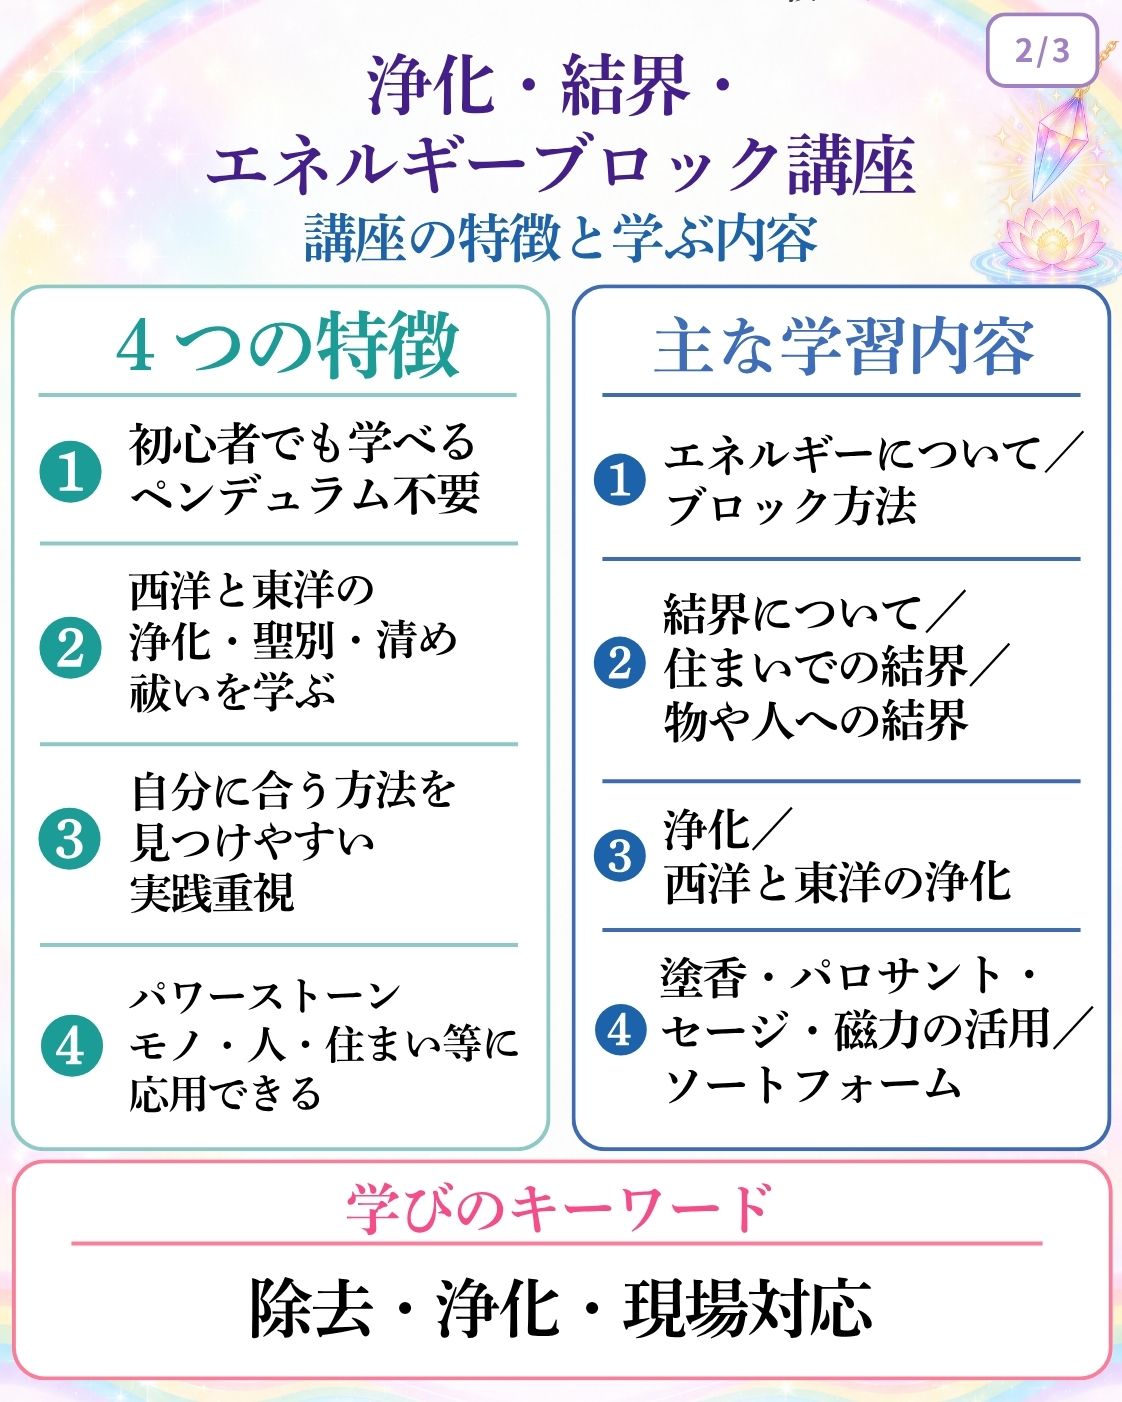 2/3
浄化・結界・
エネルギーブロック講座
講座の特徴と学ぶ内容
4つの特徴
1 初心者でも学べる
ペンデュラム不要
2 西洋と東洋の
浄化・聖別・清め
祓いを学ぶ
3 自分に合う方法を
見つけやすい
実践重視
4 パワーストーン
モノ・人・住まい等に
応用できる
主な学習内容
1 エネルギーについて／
ブロック方法
2 結界について／
住まいでの結界／
物や人への結界
3 浄化／
西洋と東洋の浄化
4 塗香・パロサント・
セージ・磁力の活用／
ソートフォーム
学びのキーワード
除去・浄化・現場対応